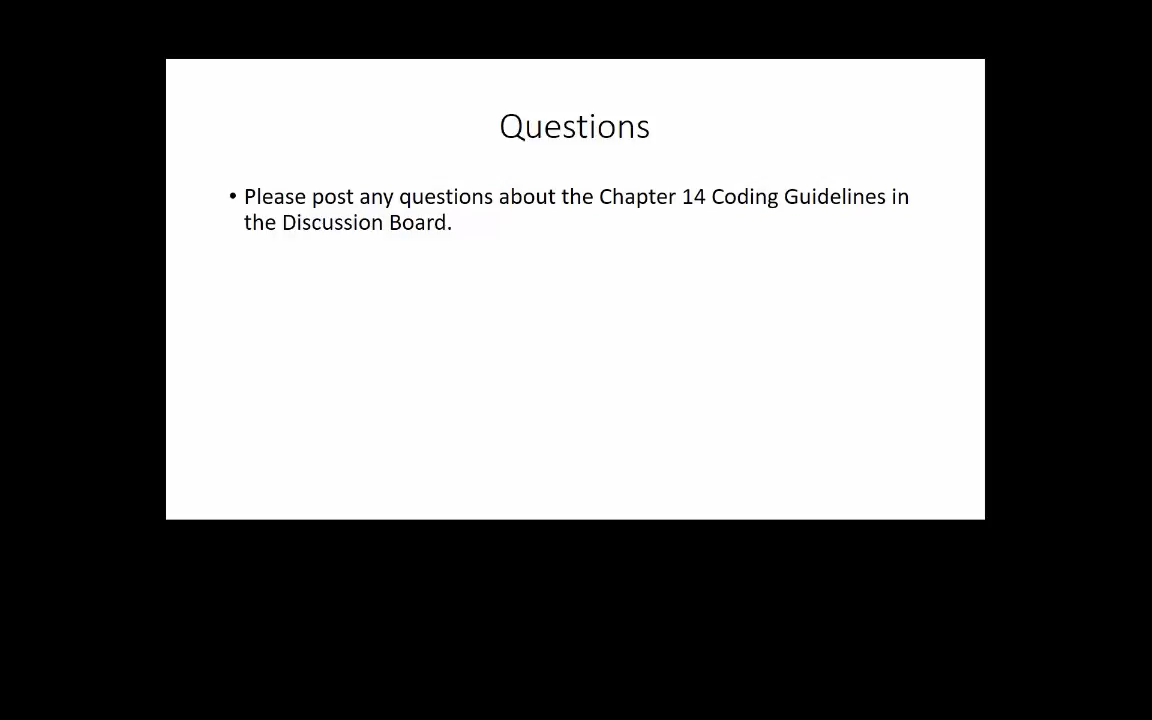 Questions
• Please post any questions about the Chapter 14 Coding Guidelines in
the Discussion Board.